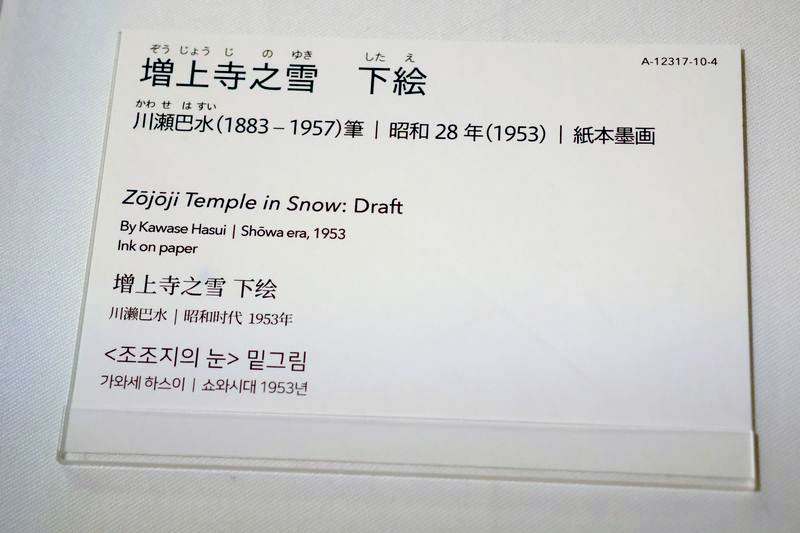 ぞう じょう じ の ゆき した え
増上寺之雪 下絵
A-12317-10-4
かわ せ は すい
川瀬巴水(1883–1957)筆 | 昭和 28 年(1953) | 紙本墨画
Zōjōji Temple in Snow: Draft
By Kawase Hasui | Shōwa era, 1953
Ink on paper
增上寺之雪 下绘
川濑巴水 | 昭和时代 1953年
<조조지의 눈> 밑그림
가와세 하스이 | 쇼와시대 1953년